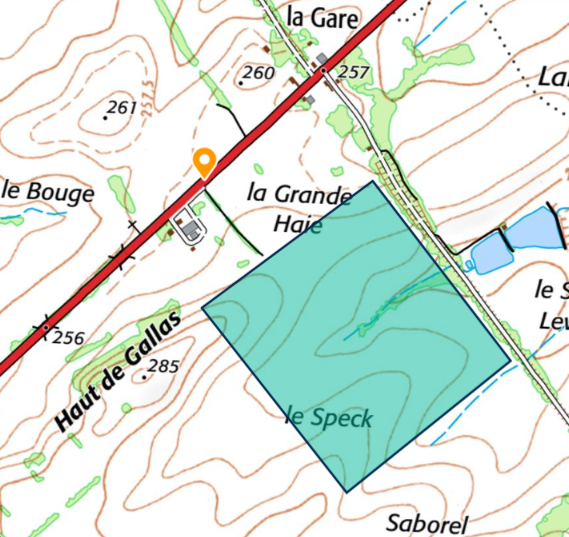 la Gare
260
257
261
257.5
La
le Bouge
la Grande
Haie
le S
Lev
256
Haut de Gallas
285
le Speck
Saborel